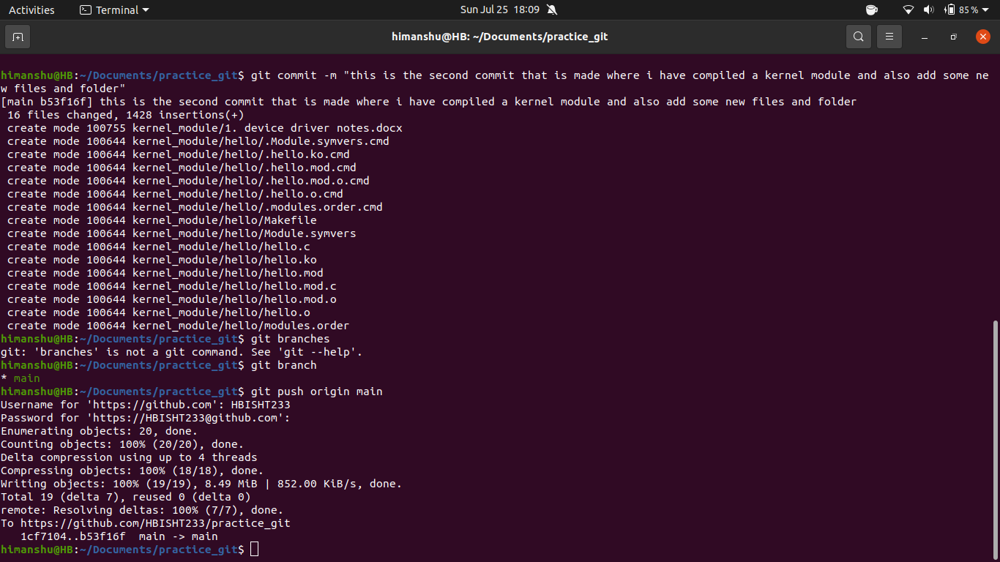 Activities Terminal Sun Jul 25 18:09 85 %
himanshu@HB: ~/Documents/practice_git
himanshu@HB:~/Documents/practice_git$ git commit -m "this is the second commit that is made where i have compiled a kernel module and also add some ne
w files and folder"
[main b53f16f] this is the second commit that is made where i have compiled a kernel module and also add some new files and folder
 16 files changed, 1428 insertions(+)
 create mode 100755 kernel_module/1. device driver notes.docx
 create mode 100644 kernel_module/hello/.Module.symvers.cmd
 create mode 100644 kernel_module/hello/.hello.ko.cmd
 create mode 100644 kernel_module/hello/.hello.mod.cmd
 create mode 100644 kernel_module/hello/.hello.mod.o.cmd
 create mode 100644 kernel_module/hello/.hello.o.cmd
 create mode 100644 kernel_module/hello/.modules.order.cmd
 create mode 100644 kernel_module/hello/Makefile
 create mode 100644 kernel_module/hello/Module.symvers
 create mode 100644 kernel_module/hello/hello.c
 create mode 100644 kernel_module/hello/hello.ko
 create mode 100644 kernel_module/hello/hello.mod
 create mode 100644 kernel_module/hello/hello.mod.c
 create mode 100644 kernel_module/hello/hello.mod.o
 create mode 100644 kernel_module/hello/hello.o
 create mode 100644 kernel_module/hello/modules.order
himanshu@HB:~/Documents/practice_git$ git branches
git: 'branches' is not a git command. See 'git --help'.
himanshu@HB:~/Documents/practice_git$ git branch
* main
himanshu@HB:~/Documents/practice_git$ git push origin main
Username for 'https://github.com': HBISHT233
Password for 'https://HBISHT233@github.com':
Enumerating objects: 20, done.
Counting objects: 100% (20/20), done.
Delta compression using up to 4 threads
Compressing objects: 100% (18/18), done.
Writing objects: 100% (19/19), 8.49 MiB | 852.00 KiB/s, done.
Total 19 (delta 7), reused 0 (delta 0)
remote: Resolving deltas: 100% (7/7), done.
To https://github.com/HBISHT233/practice_git
   1cf7104..b53f16f  main -> main
himanshu@HB:~/Documents/practice_git$